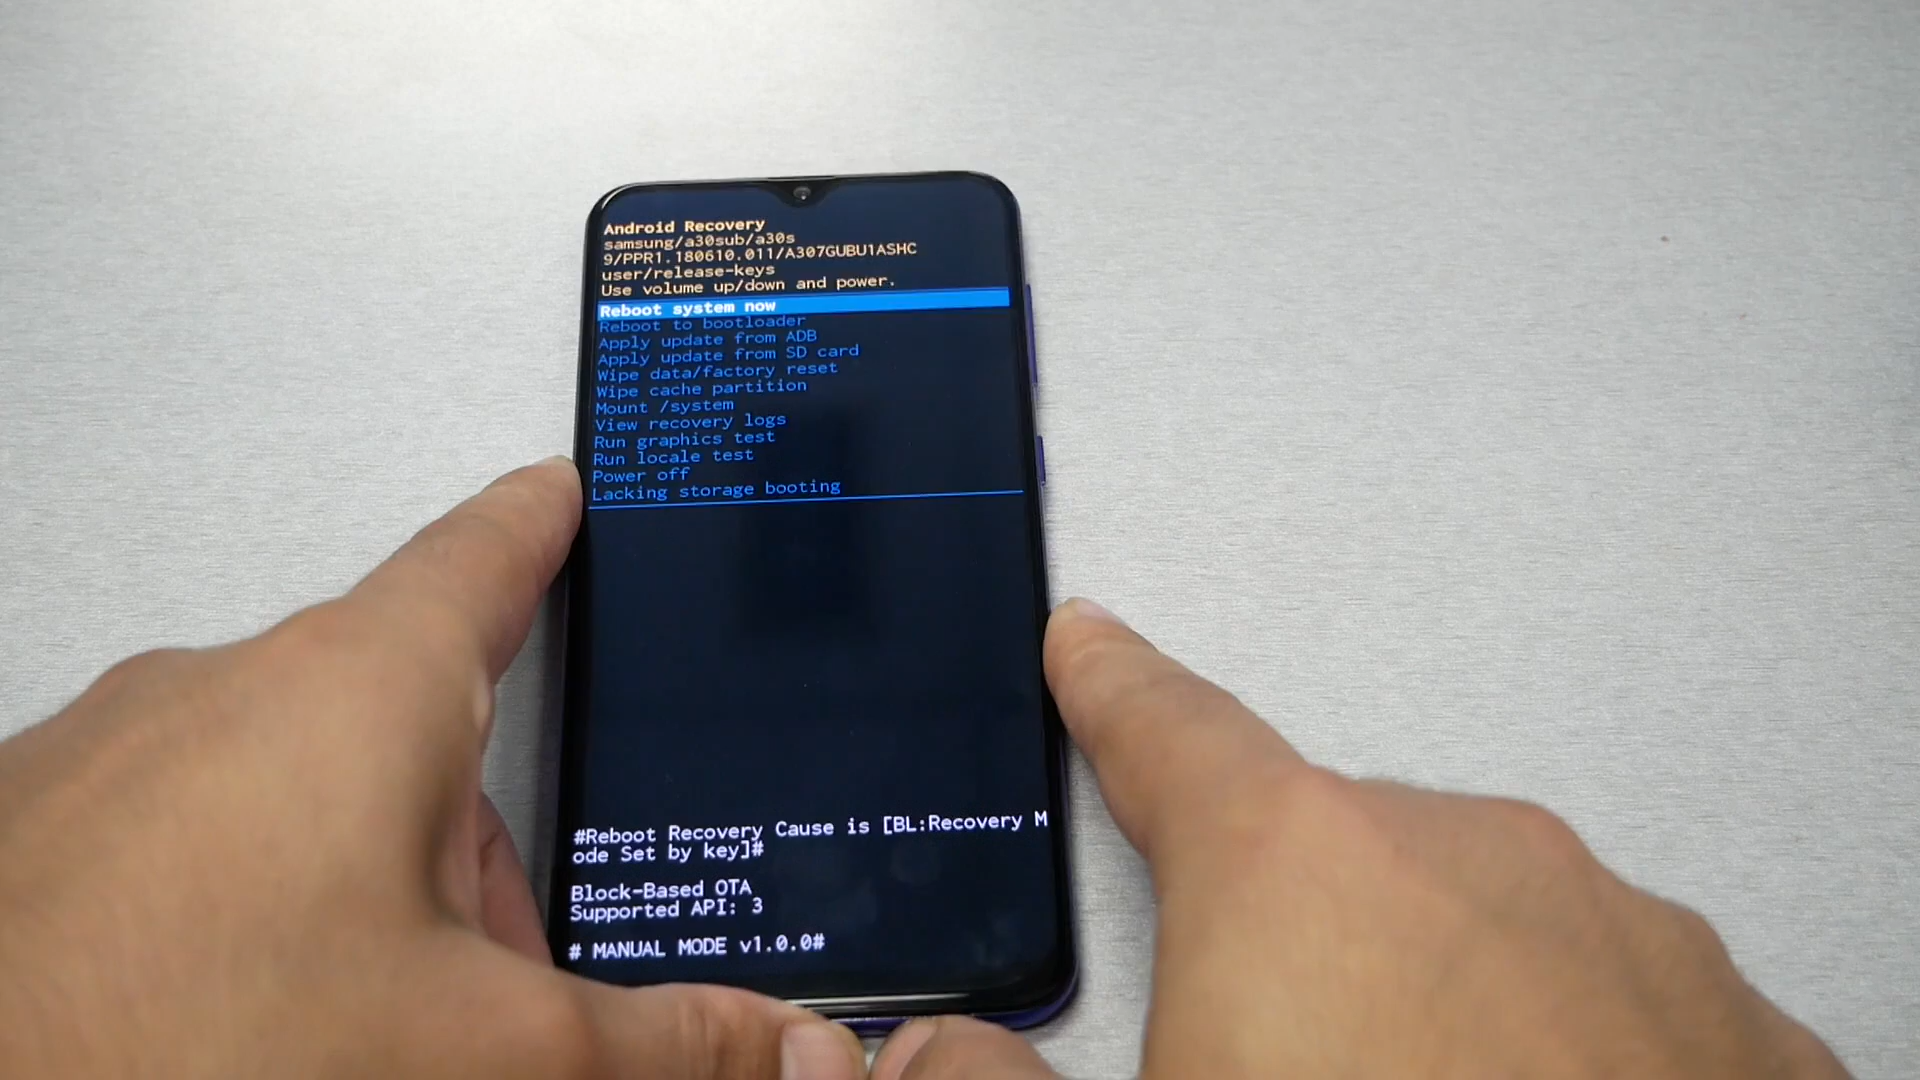 Android Recovery
samsung/a30sub/a30s
9/PPR1.180610.011/A307GUBU1ASHC
user/release-keys
Use volume up/down and power.
Reboot system now
Reboot to bootloader
Apply update from ADB
Apply update from SD card
Wipe data/factory reset
Wipe cache partition
Mount /system
View recovery logs
Run graphics test
Run locale test
Power off
Lacking storage booting
#Reboot Recovery Cause is [BL:Recovery M
ode Set by key]#
Block-Based OTA
Supported API: 3
# MANUAL MODE v1.0.0#